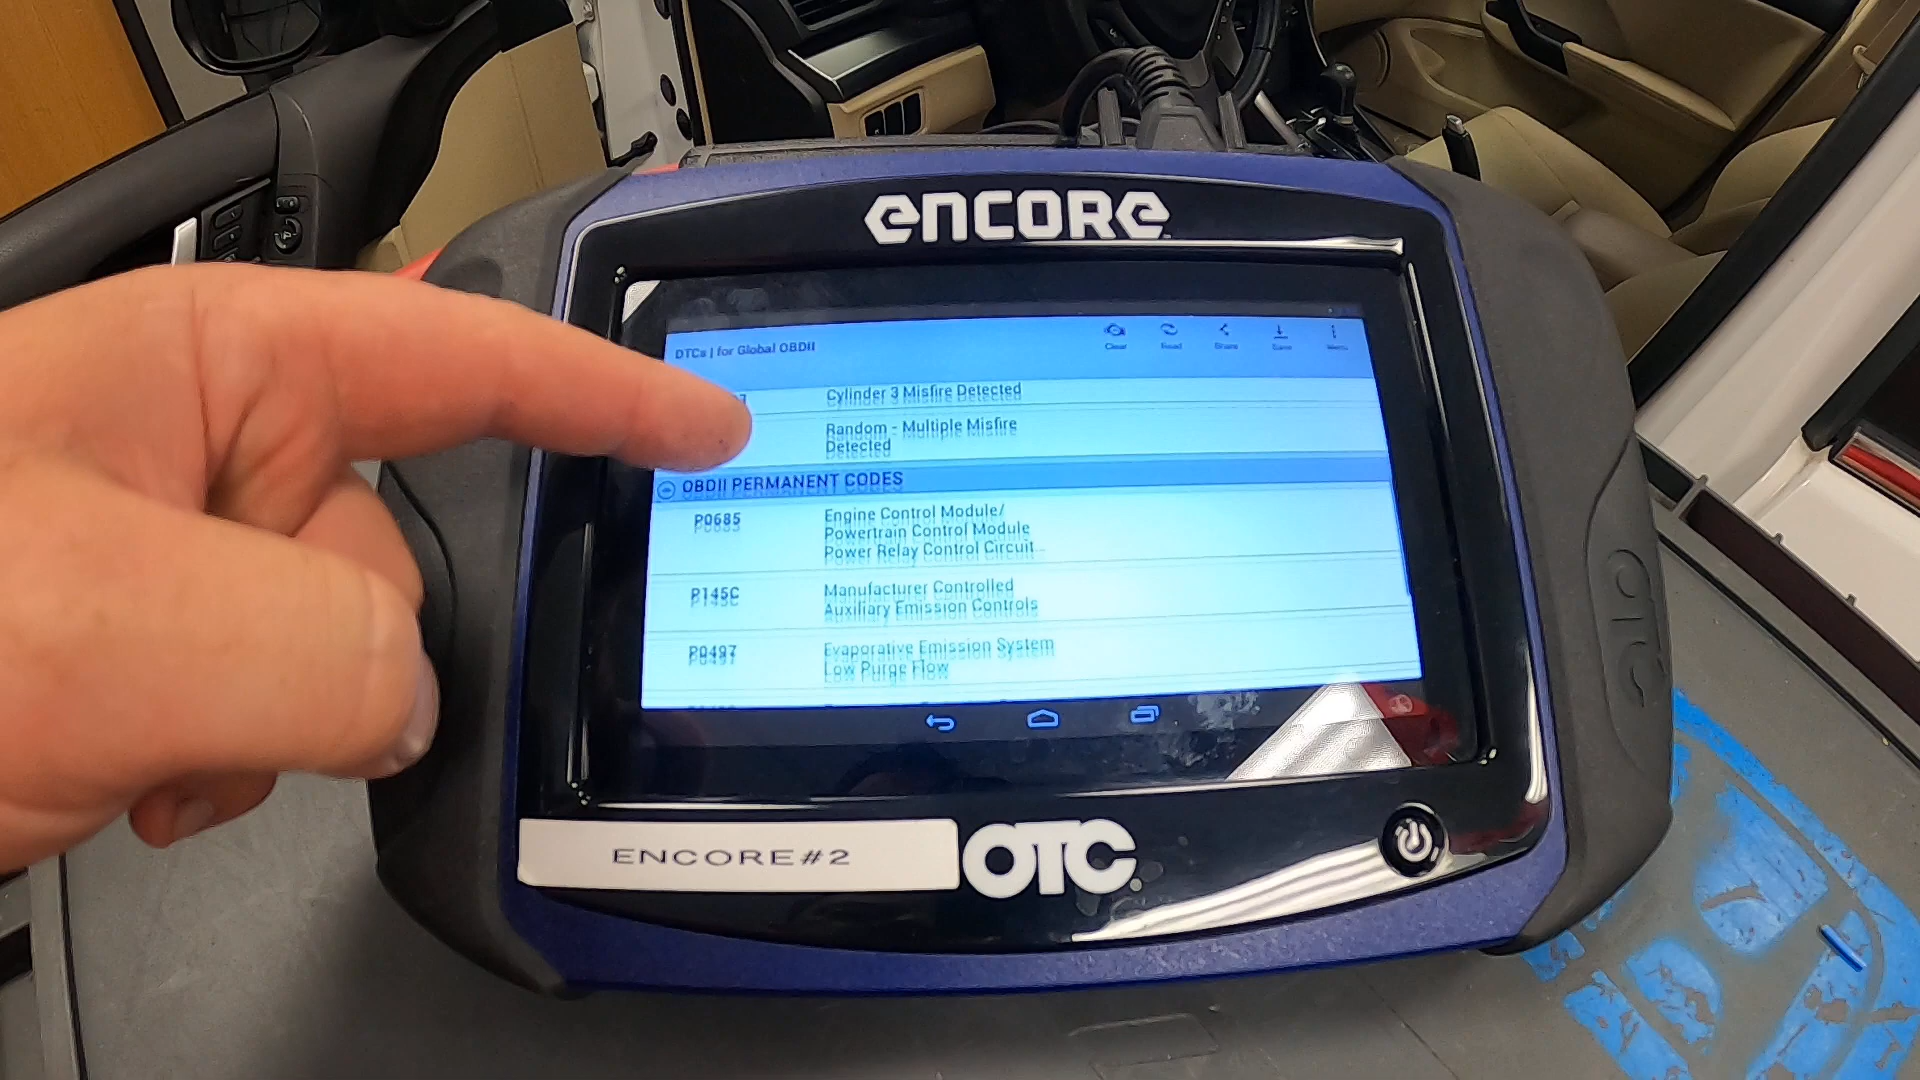 encore
DTCs | for Global OBDII
Clear Read Share Save Menu
7 Cylinder 3 Misfire Detected
Random - Multiple Misfire
Detected
OBDII PERMANENT CODES
P0685 Engine Control Module/
Powertrain Control Module
Power Relay Control Circuit
P145C Manufacturer Controlled
Auxiliary Emission Controls
P0497 Evaporative Emission System
Low Purge Flow
ENCORE#2
OTC
OTC